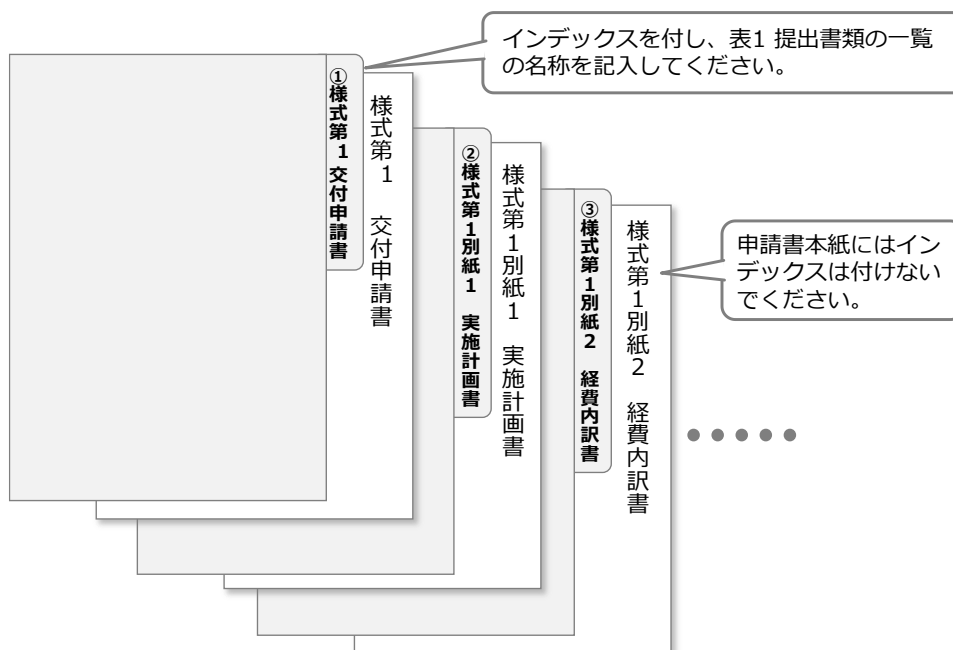 インデックスを付し、表1 提出書類の一覧
の名称を記入してください。
①様式第1 交付申請書
様式第1 交付申請書
②様式第1別紙1 実施計画書
様式第1別紙1 実施計画書
③様式第1別紙2 経費内訳書
様式第1別紙2 経費内訳書
申請書本紙にはイン
デックスは付けない
でください。